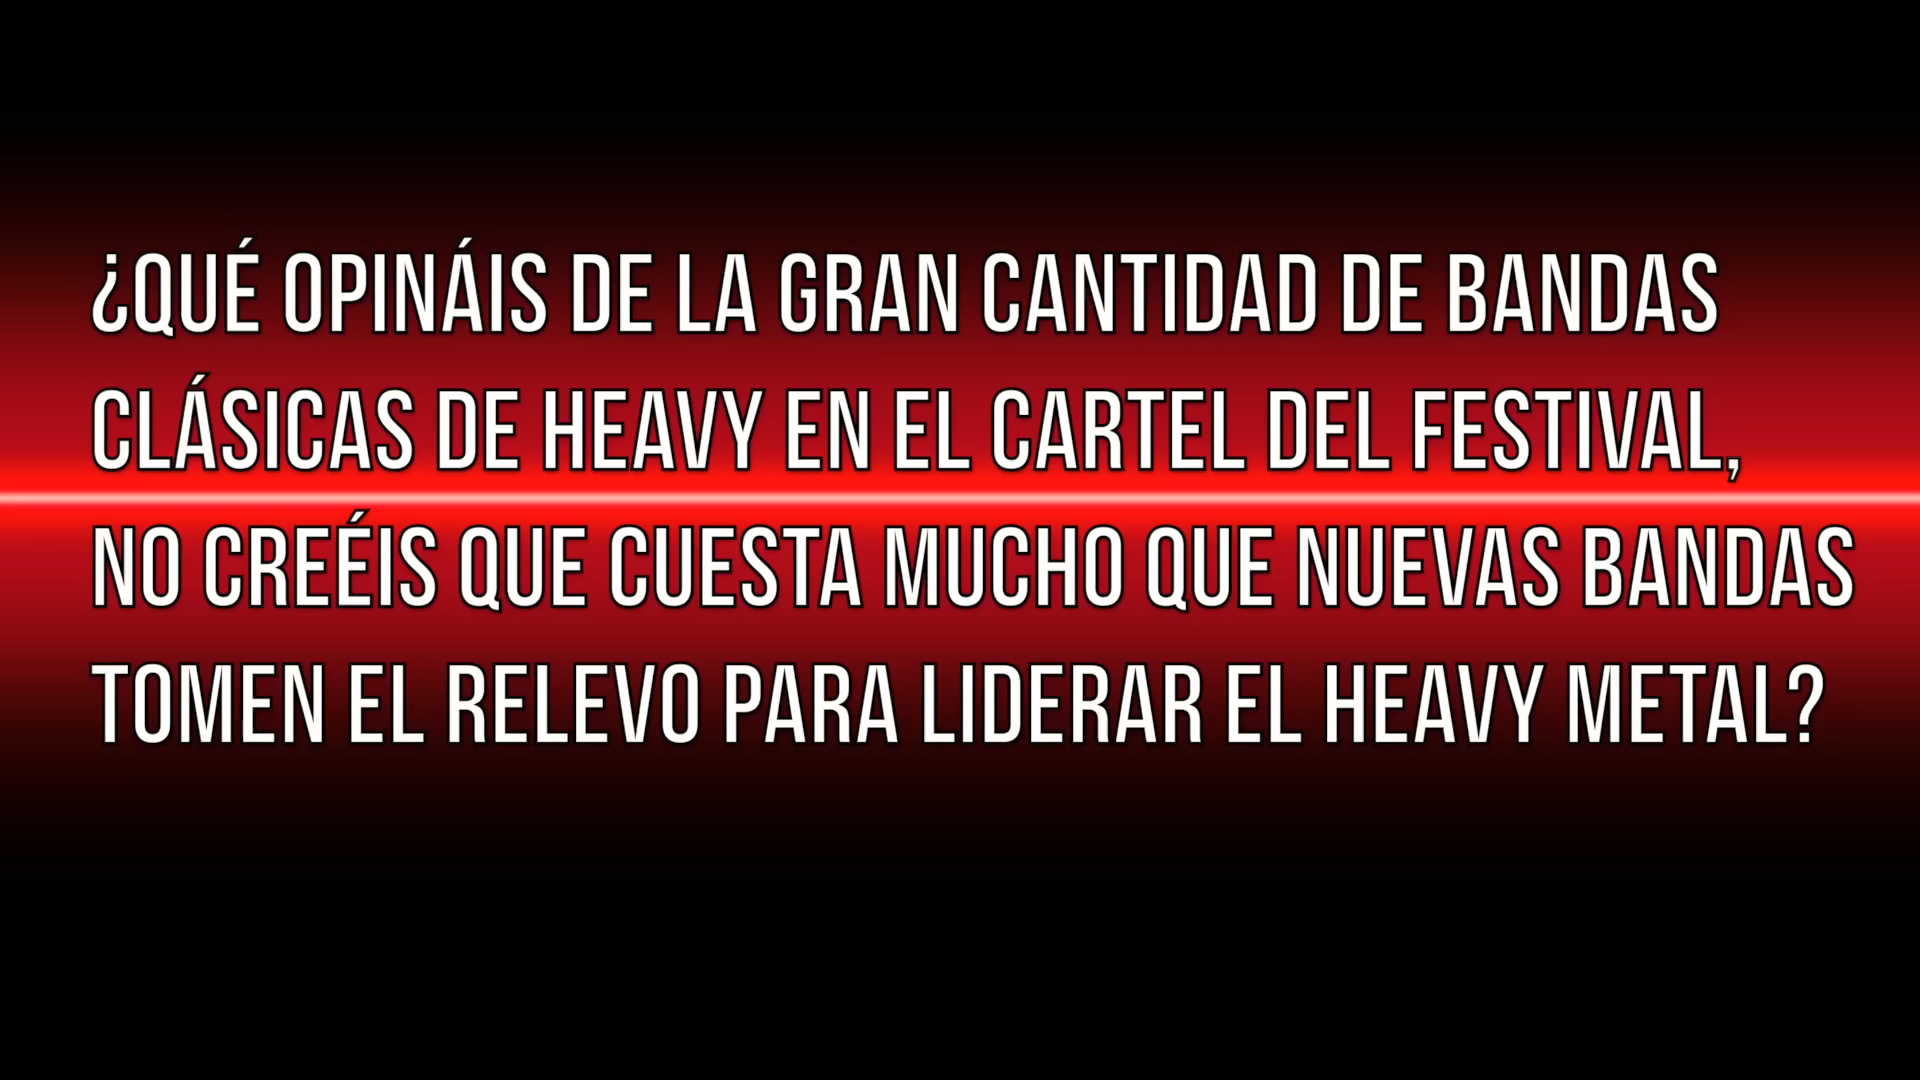 ¿QUÉ OPINÁIS DE LA GRAN CANTIDAD DE BANDAS
CLÁSICAS DE HEAVY EN EL CARTEL DEL FESTIVAL,
NO CREÉIS QUE CUESTA MUCHO QUE NUEVAS BANDAS
TOMEN EL RELEVO PARA LIDERAR EL HEAVY METAL?